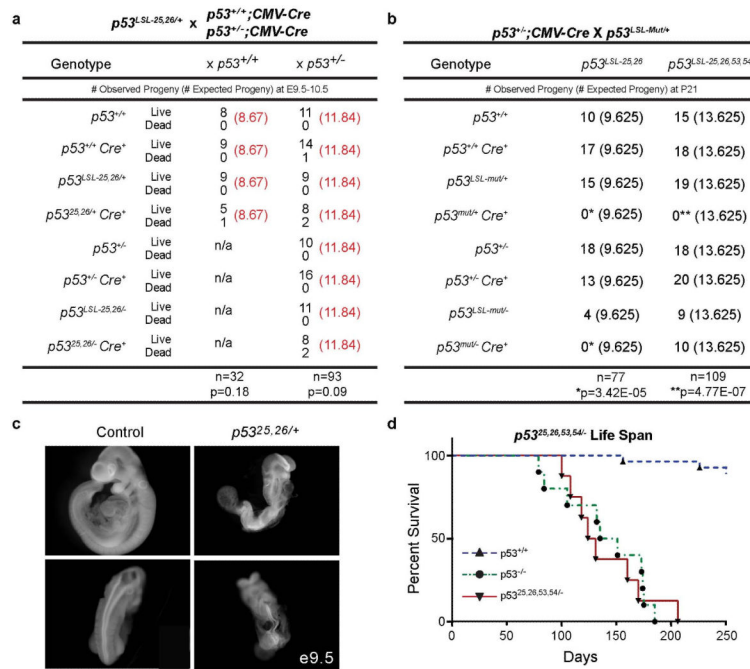 a
p53LSL-25,26/+ x p53+/+;CMV-Cre
p53+/-;CMV-Cre
Genotype x p53+/+ x p53+/-
# Observed Progeny (# Expected Progeny) at E9.5-10.5
p53+/+ Live 8 (8.67) 11 (11.84)
Dead 0 0
p53+/+ Cre+ Live 9 (8.67) 14 (11.84)
Dead 0 1
p53LSL-25,26/+ Live 9 (8.67) 9 (11.84)
Dead 0 0
p5325,26/+ Cre+ Live 5 (8.67) 8 (11.84)
Dead 1 2
p53+/- Live n/a 10 (11.84)
Dead 0
p53+/- Cre+ Live n/a 16 (11.84)
Dead 0
p53LSL-25,26/- Live n/a 11 (11.84)
Dead 0
p5325,26/- Cre+ Live n/a 8 (11.84)
Dead 2
n=32 n=93
p=0.18 p=0.09
b
p53+/-;CMV-Cre X p53LSL-Mut/+
Genotype p53LSL-25,26 p53LSL-25,26,53,54
# Observed Progeny (# Expected Progeny) at P21
p53+/+ 10 (9.625) 15 (13.625)
p53+/+ Cre+ 17 (9.625) 18 (13.625)
p53LSL-mut/+ 15 (9.625) 19 (13.625)
p53mut/+ Cre+ 0* (9.625) 0** (13.625)
p53+/- 18 (9.625) 18 (13.625)
p53+/- Cre+ 13 (9.625) 20 (13.625)
p53LSL-mut/- 4 (9.625) 9 (13.625)
p53mut/- Cre+ 0* (9.625) 10 (13.625)
n=77 n=109
*p=3.42E-05 **p=4.77E-07
c
Control p5325,26/+
e9.5
d
p5325,26,53,54/- Life Span
Percent Survival
100
50
0
p53+/+
p53-/-
p5325,26,53,54/-
0 50 100 150 200 250
Days